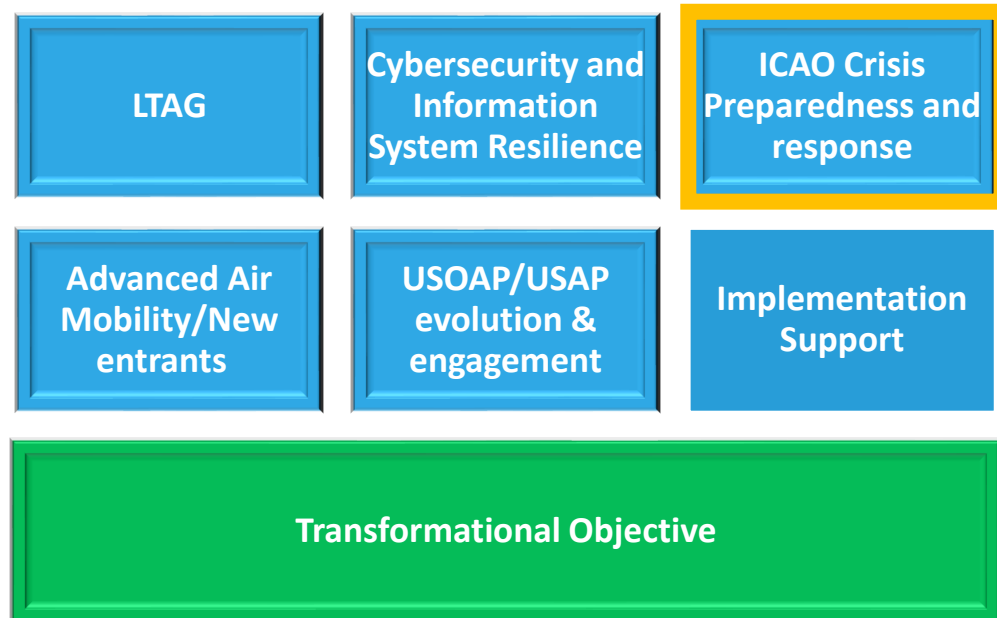 LTAG
Cybersecurity and
Information
System Resilience
ICAO Crisis
Preparedness and
response
Advanced Air
Mobility/New
entrants
USOAP/USAP
evolution &
engagement
Implementation
Support
Transformational Objective